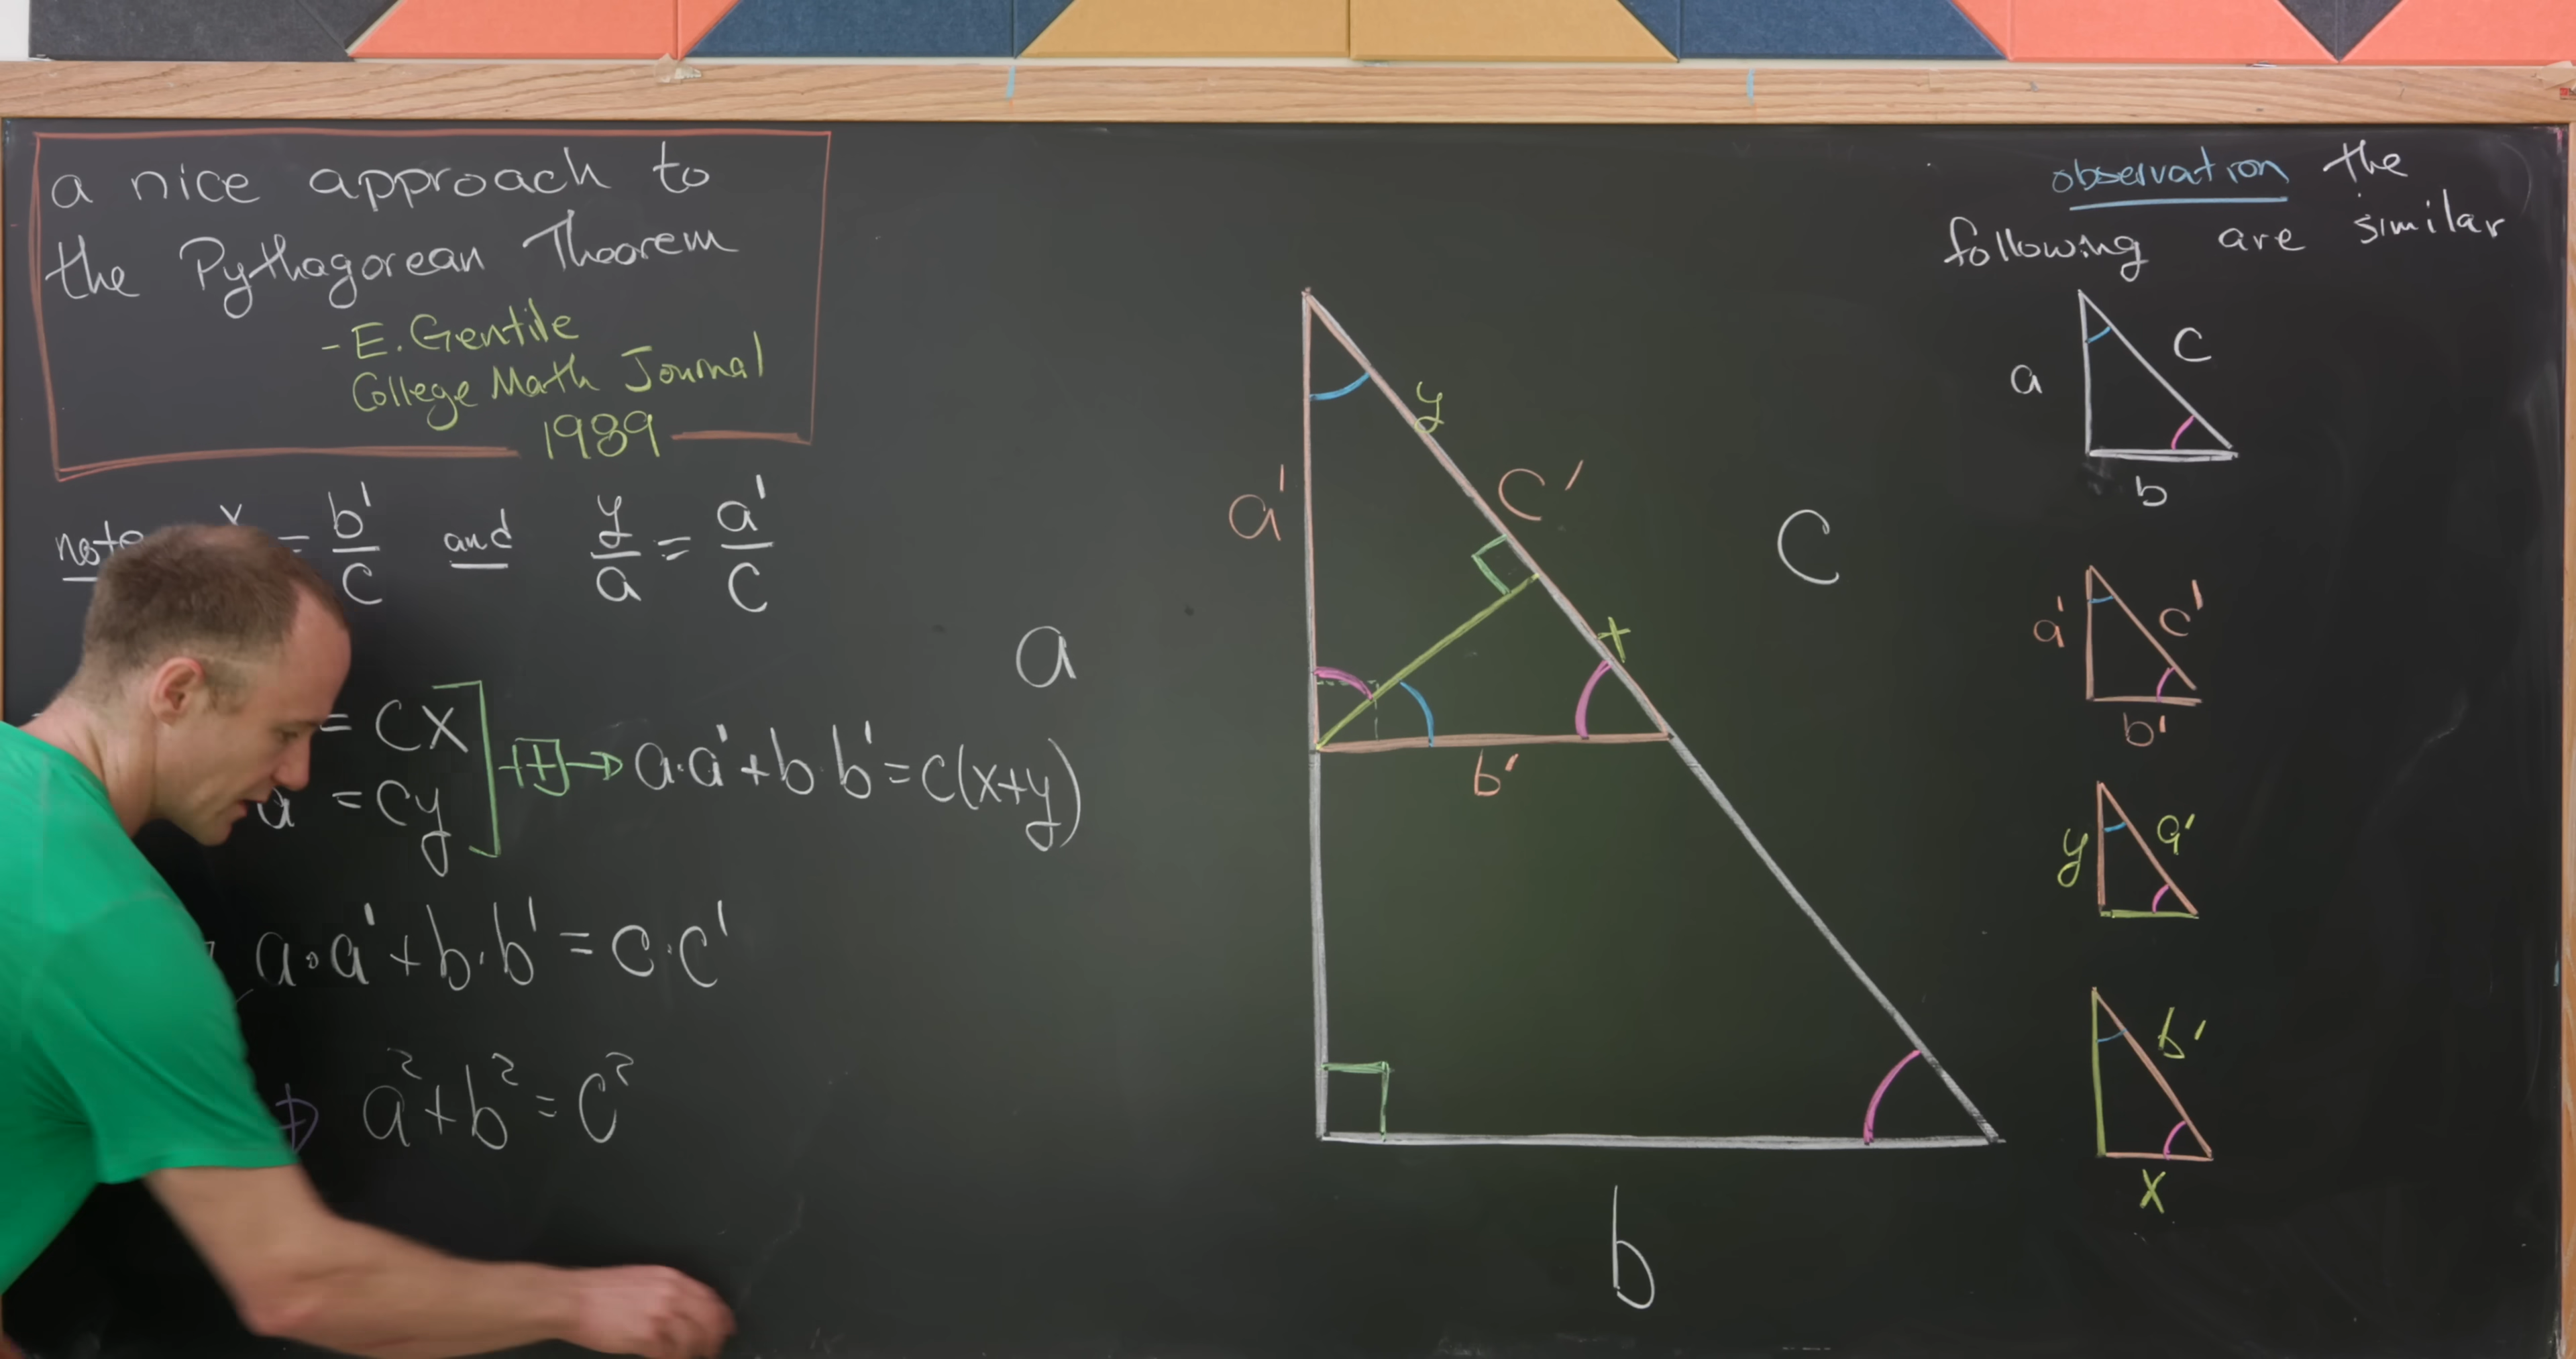 a nice approach to
the Pythagorean Theorem
- E. Gentile
College Math Journal
1989
note = b'/c and y/a = a'/c
= cx
a' = cy
+ → a·a' + b·b' = c(x+y)
a·a' + b·b' = c·c'
⇒ a² + b² = c²
a'
y
c'
c
a
x
b'
b
observation the
following are similar
a
c
b
a'
c'
b'
y
a'
b'
x